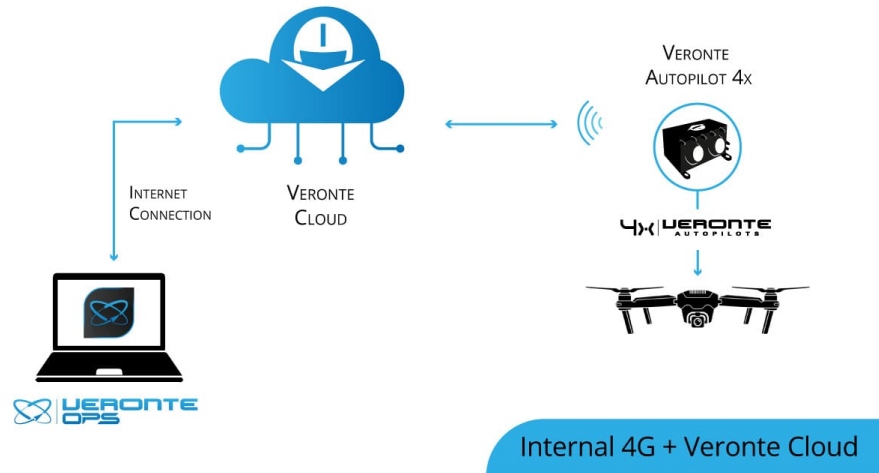 VERONTE
AUTOPILOT 4X
INTERNET
CONNECTION
VERONTE
CLOUD
4X VERONTE
AUTOPILOTS
VERONTE
OPS
Internal 4G + Veronte Cloud